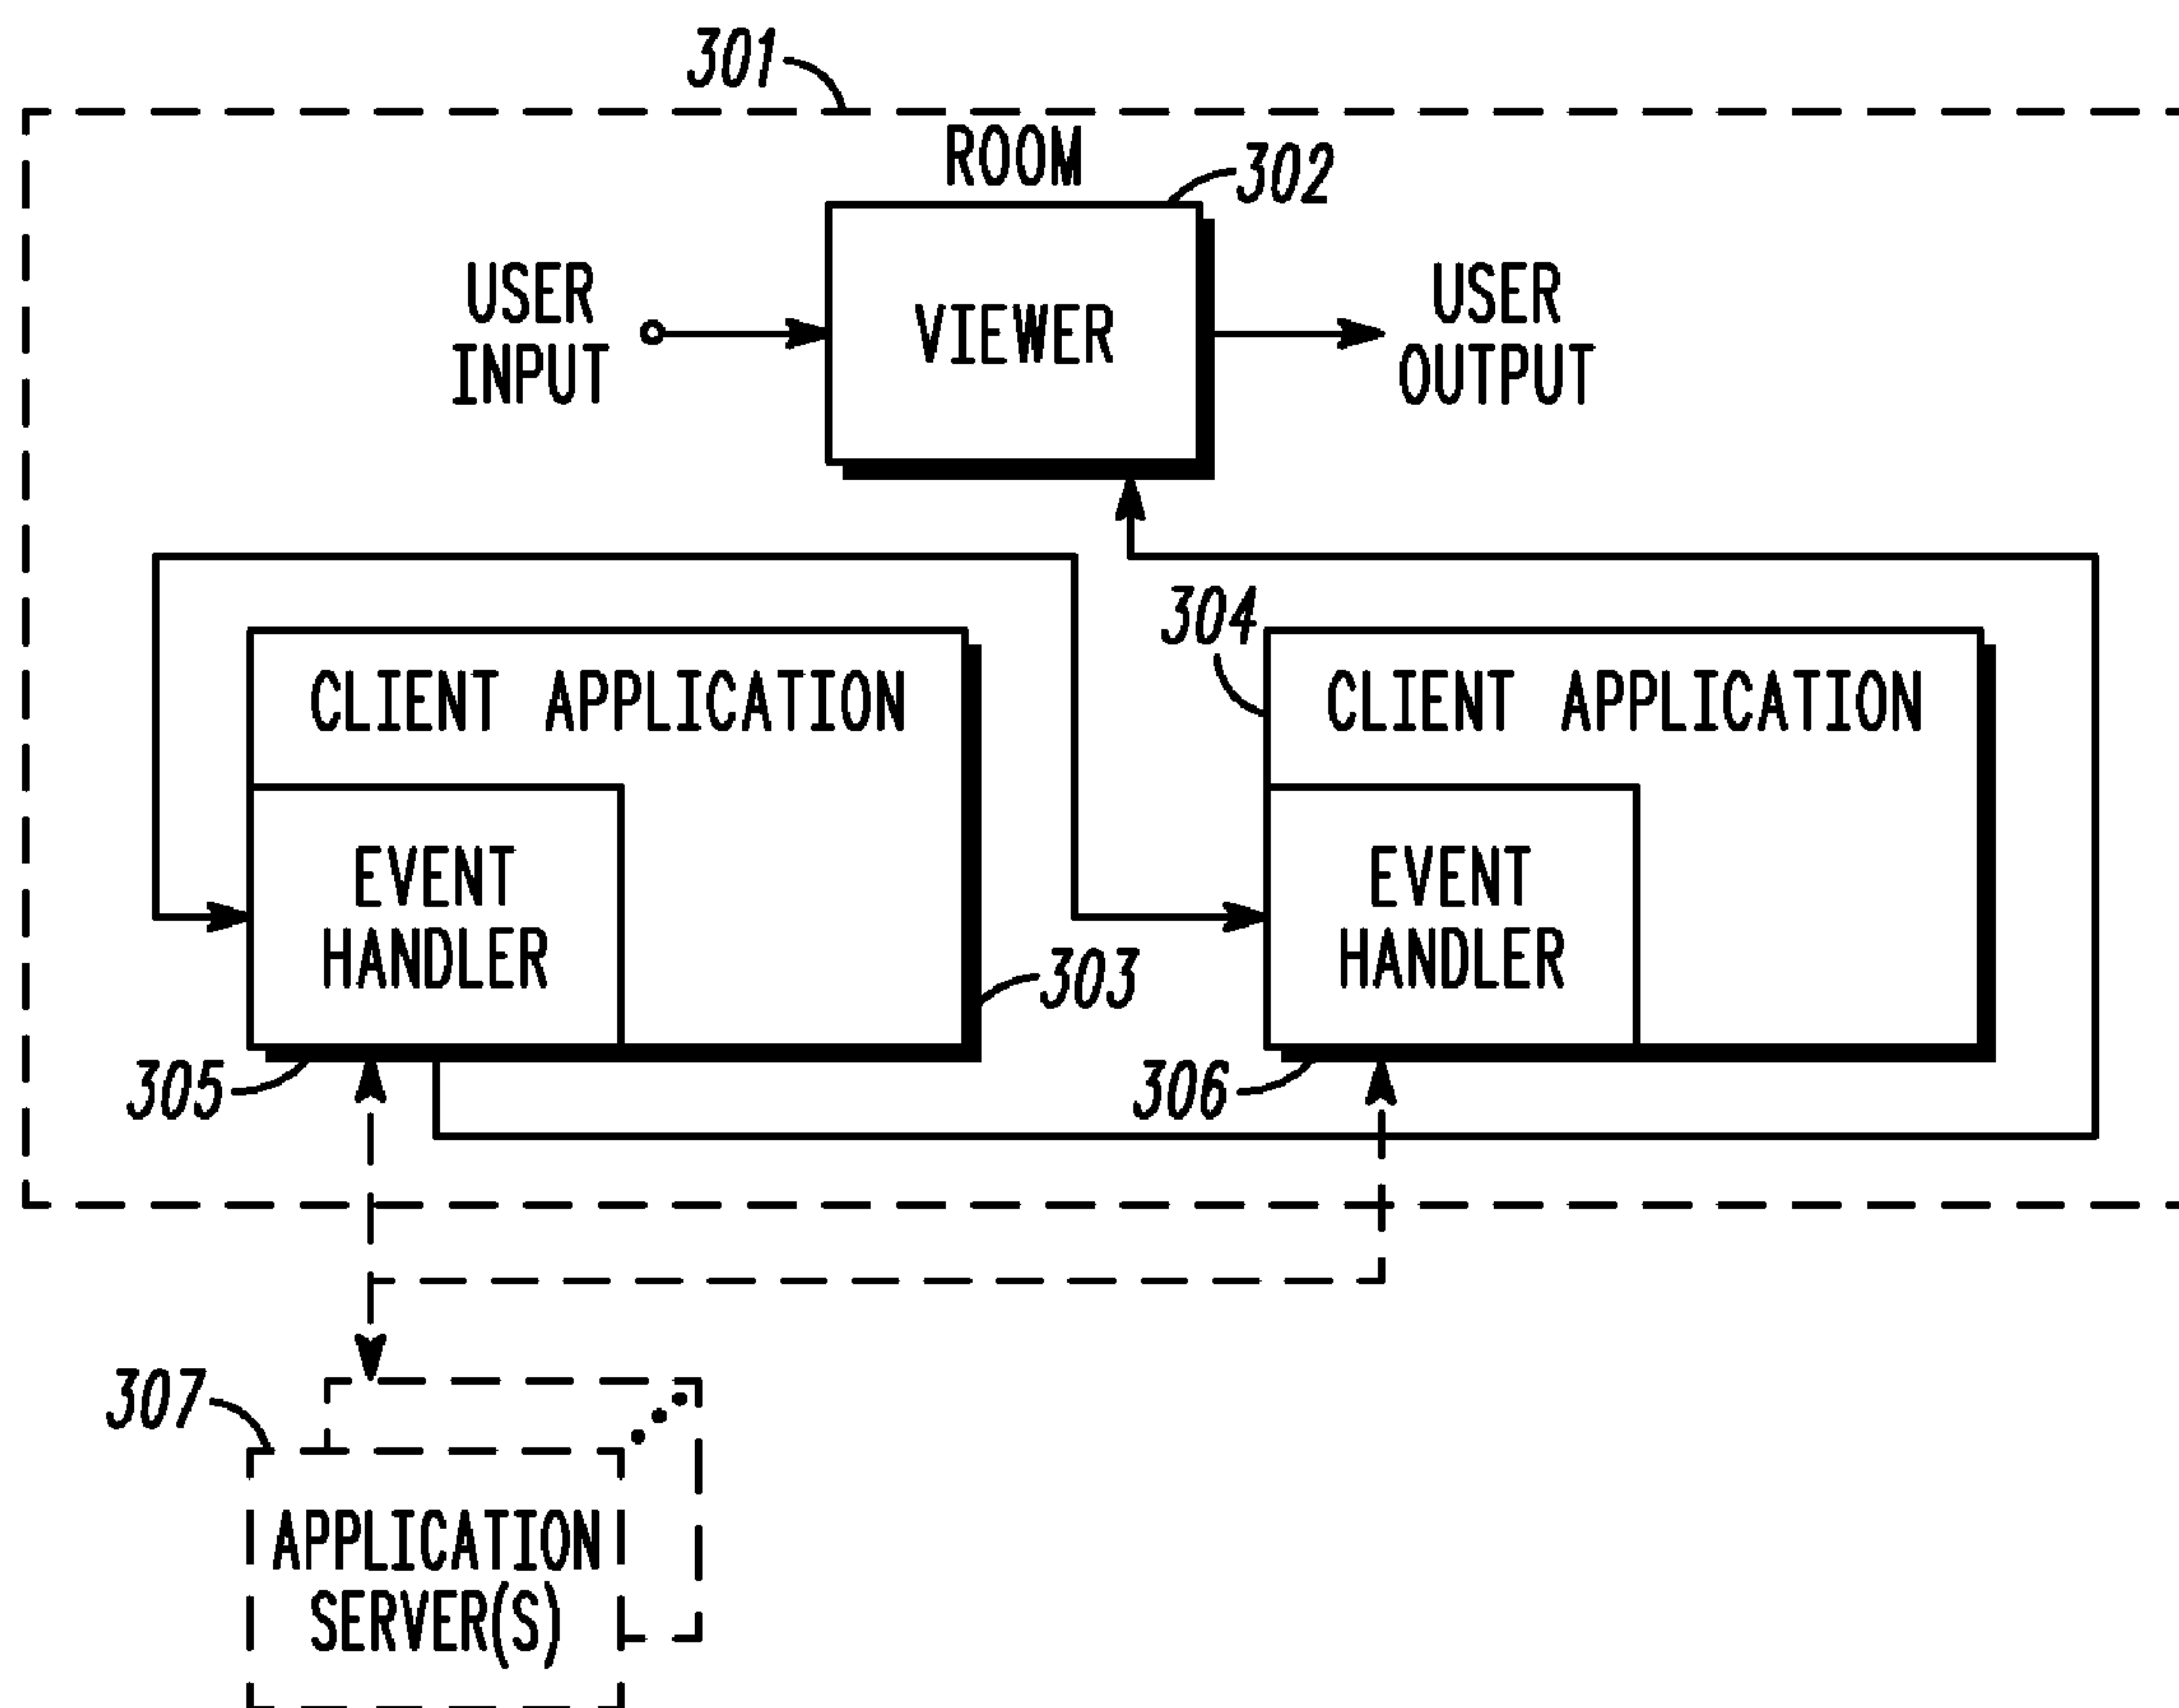 301
ROOM
302
USER
INPUT
VIEWER
USER
OUTPUT
304
CLIENT APPLICATION
CLIENT APPLICATION
EVENT
HANDLER
EVENT
HANDLER
303
305
306
307
APPLICATION
SERVER(S)